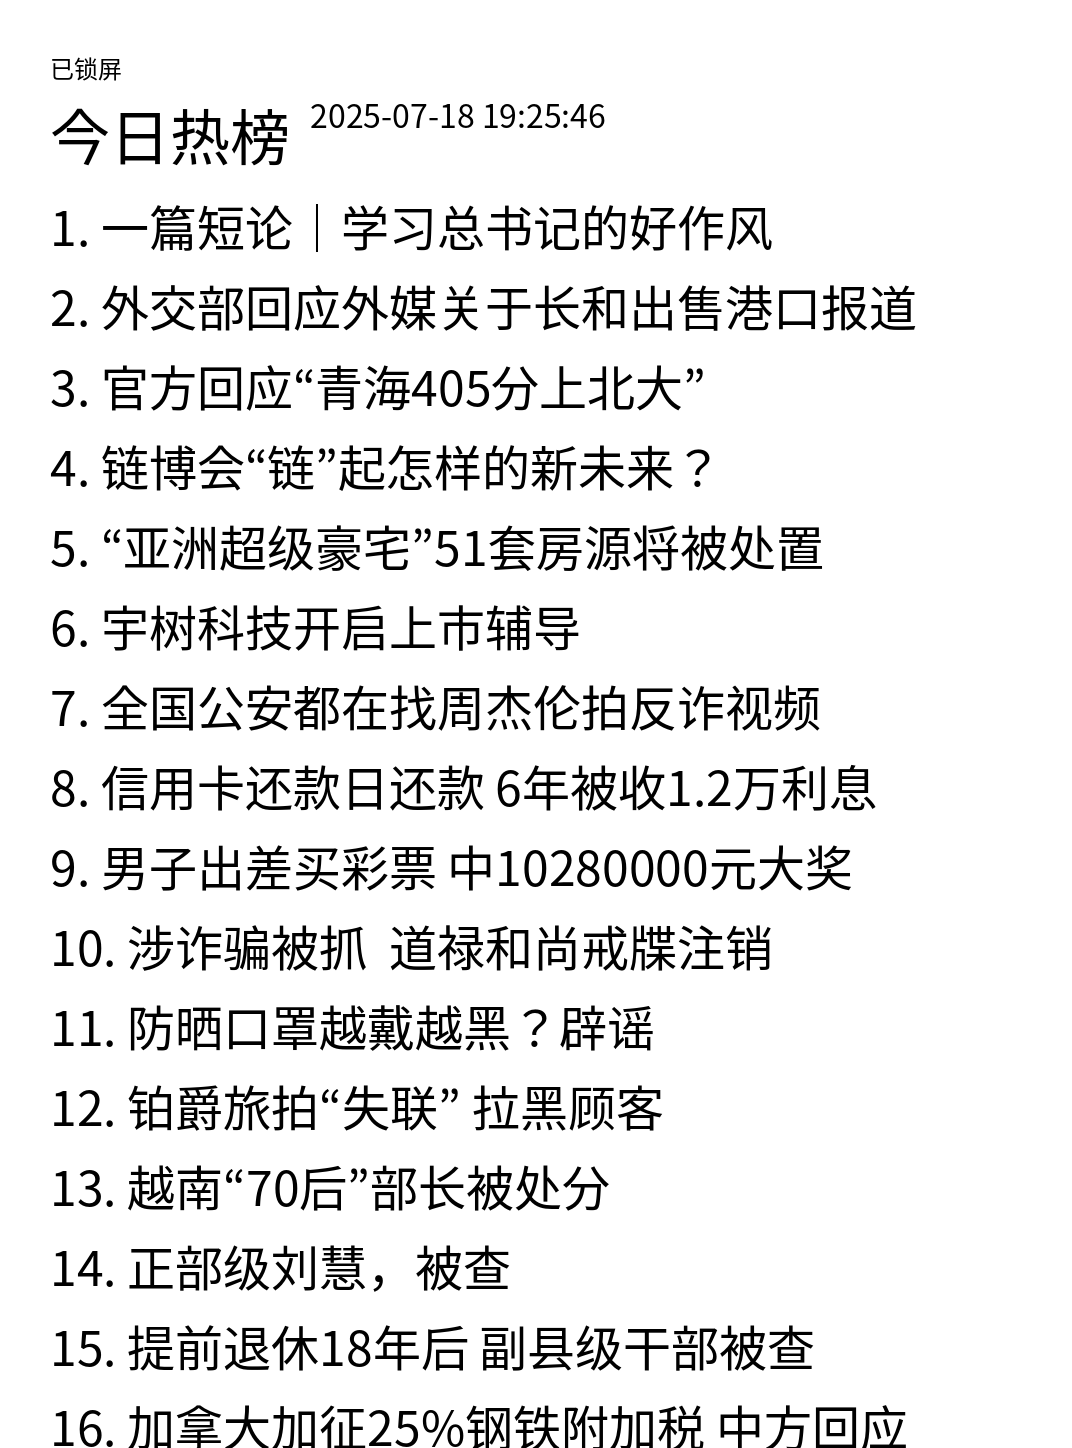 已锁屏
今日热榜 2025-07-18 19:25:46
1. 一篇短论｜学习总书记的好作风
2. 外交部回应外媒关于长和出售港口报道
3. 官方回应“青海405分上北大”
4. 链博会“链”起怎样的新未来？
5. “亚洲超级豪宅”51套房源将被处置
6. 宇树科技开启上市辅导
7. 全国公安都在找周杰伦拍反诈视频
8. 信用卡还款日还款 6年被收1.2万利息
9. 男子出差买彩票 中10280000元大奖
10. 涉诈骗被抓  道禄和尚戒牒注销
11. 防晒口罩越戴越黑？辟谣
12. 铂爵旅拍“失联” 拉黑顾客
13. 越南“70后”部长被处分
14. 正部级刘慧，被查
15. 提前退休18年后 副县级干部被查
16. 加拿大加征25%钢铁附加税 中方回应